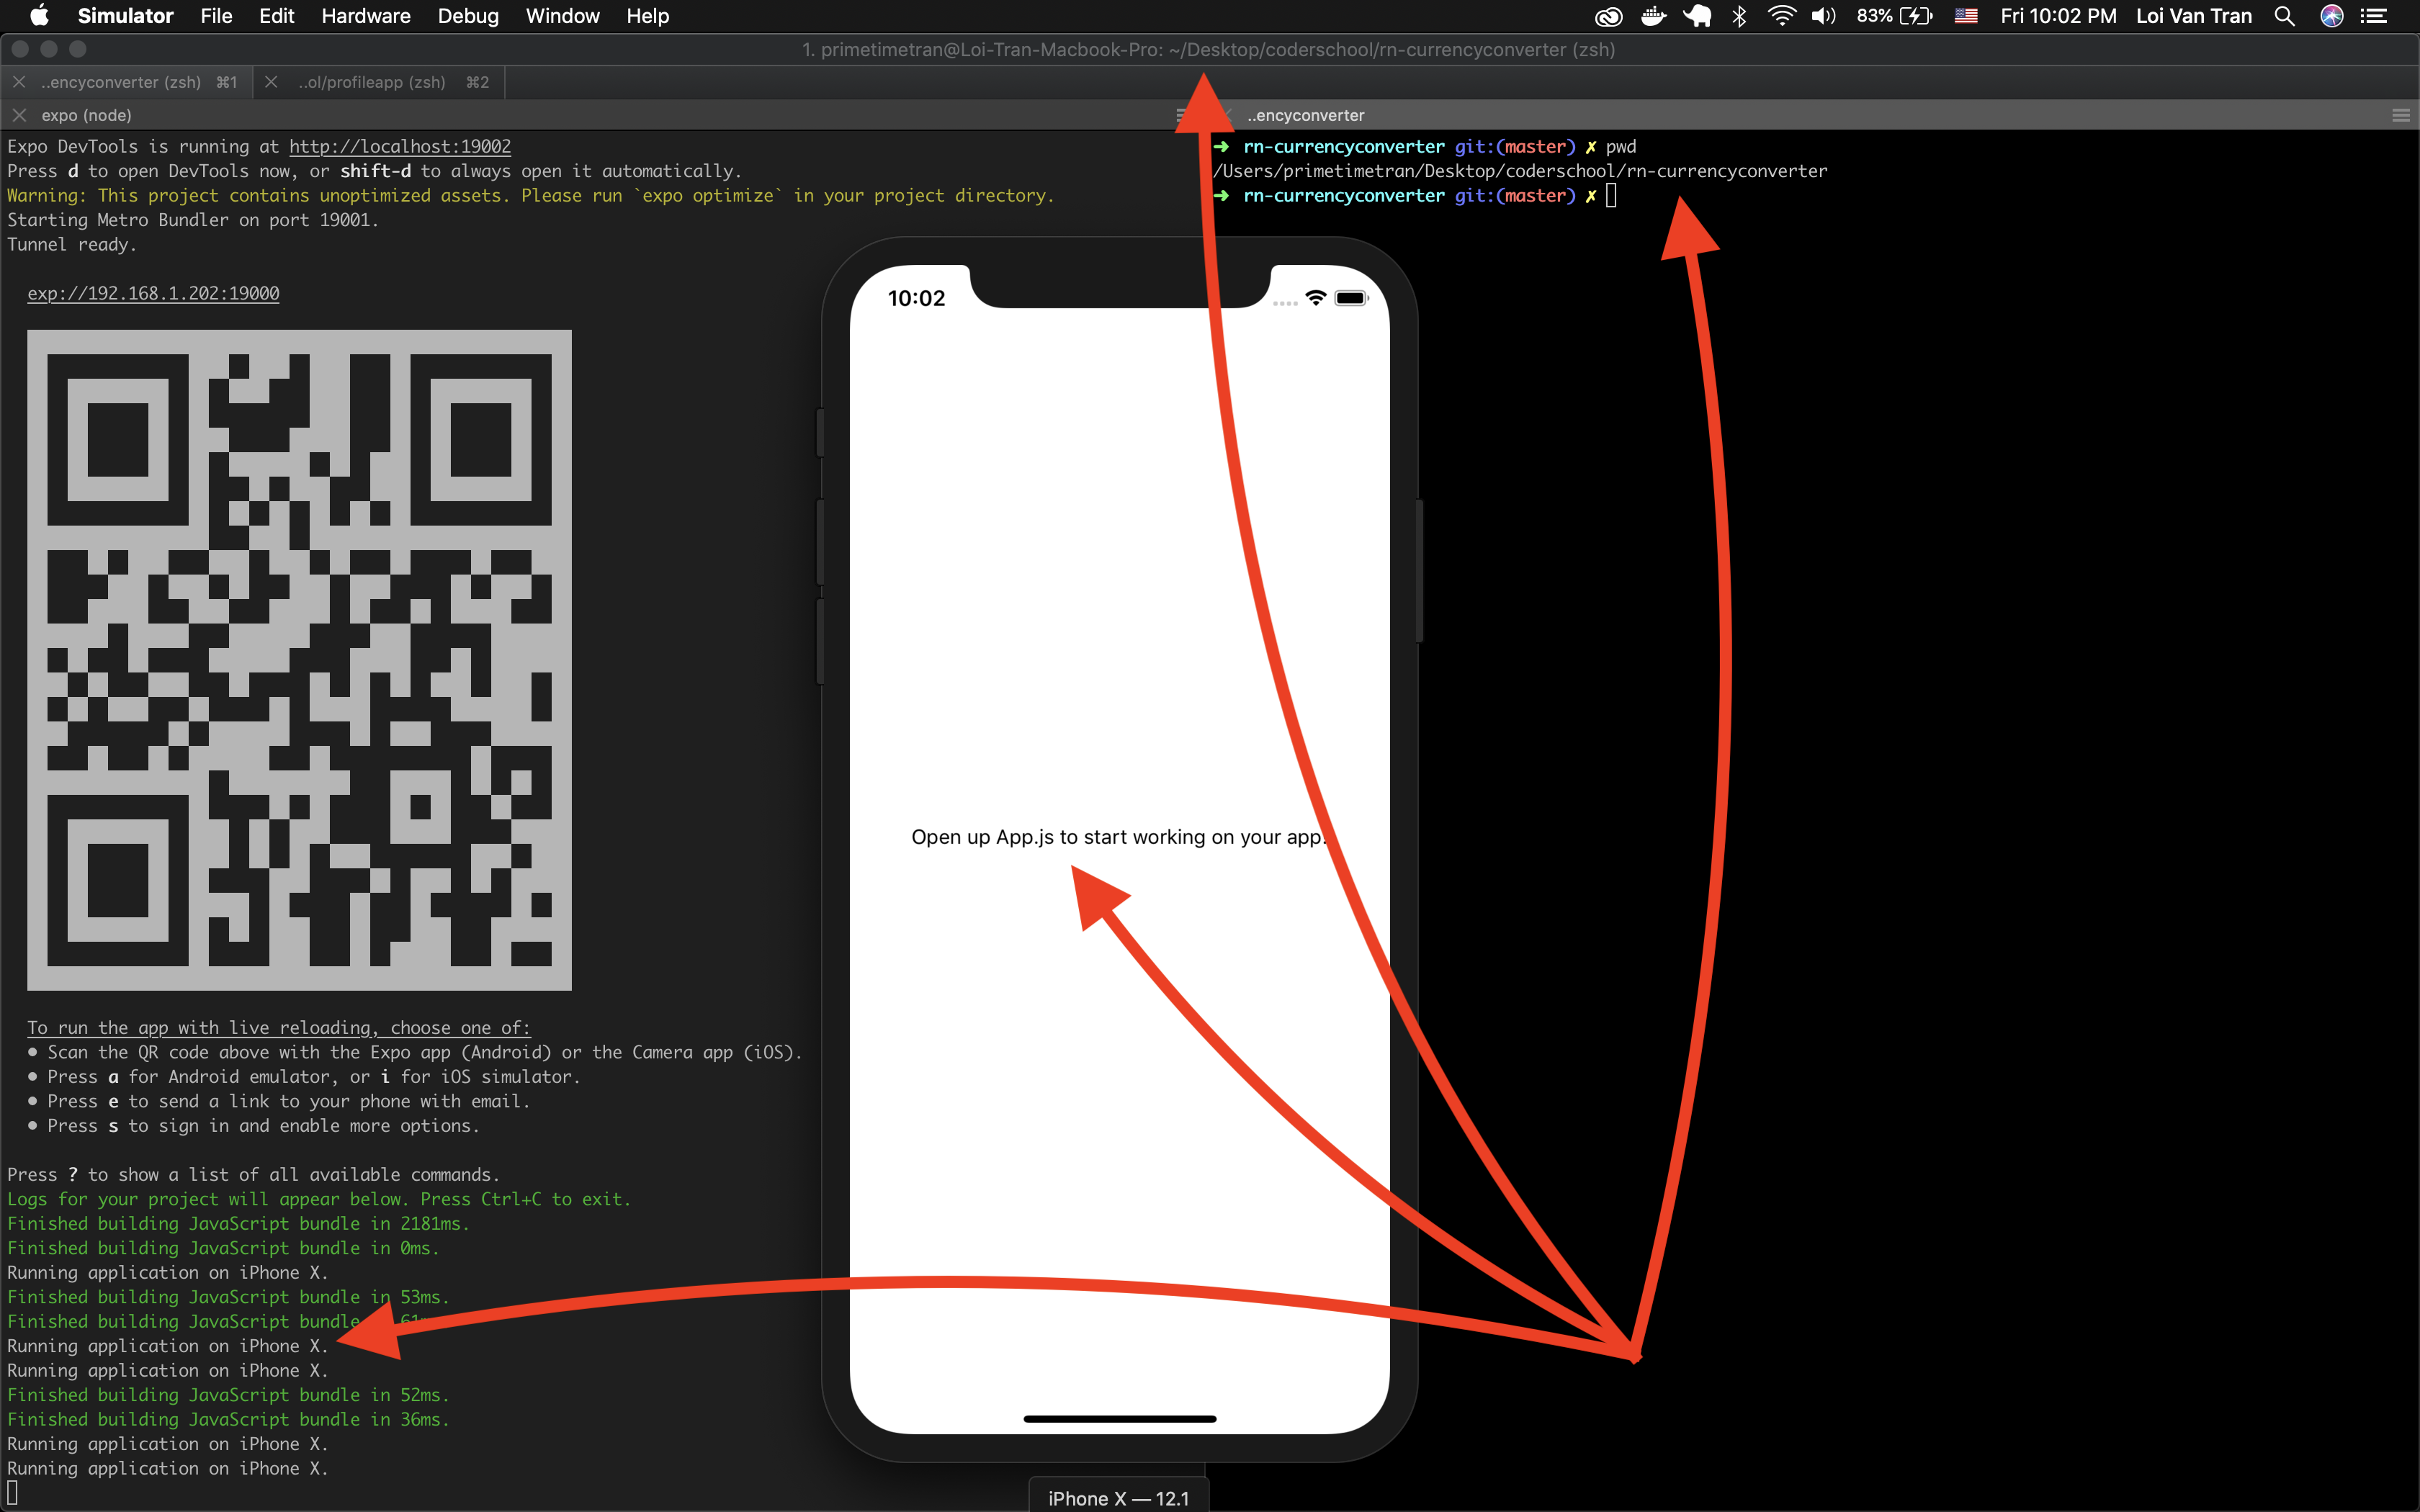 Simulator File Edit Hardware Debug Window Help 83% Fri 10:02 PM Loi Van Tran
1. primetimetran@Loi-Tran-Macbook-Pro: ~/Desktop/coderschool/rn-currencyconverter (zsh)
..encyconverter (zsh) ⌘1 ..ol/profileapp (zsh) ⌘2
expo (node)
Expo DevTools is running at http://localhost:19002
Press d to open DevTools now, or shift-d to always open it automatically.
Warning: This project contains unoptimized assets. Please run `expo optimize` in your project directory.
Starting Metro Bundler on port 19001.
Tunnel ready.
exp://192.168.1.202:19000
To run the app with live reloading, choose one of:
• Scan the QR code above with the Expo app (Android) or the Camera app (iOS).
• Press a for Android emulator, or i for iOS simulator.
• Press e to send a link to your phone with email.
• Press s to sign in and enable more options.
Press ? to show a list of all available commands.
Logs for your project will appear below. Press Ctrl+C to exit.
Finished building JavaScript bundle in 2181ms.
Finished building JavaScript bundle in 0ms.
Running application on iPhone X.
Finished building JavaScript bundle in 53ms.
Finished building JavaScript bundle
Running application on iPhone X.
Running application on iPhone X.
Finished building JavaScript bundle in 52ms.
Finished building JavaScript bundle in 36ms.
Running application on iPhone X.
Running application on iPhone X.
..encyconverter
➜ rn-currencyconverter git:(master) ✗ pwd
/Users/primetimetran/Desktop/coderschool/rn-currencyconverter
➜ rn-currencyconverter git:(master) ✗
10:02
Open up App.js to start working on your app.
iPhone X — 12.1